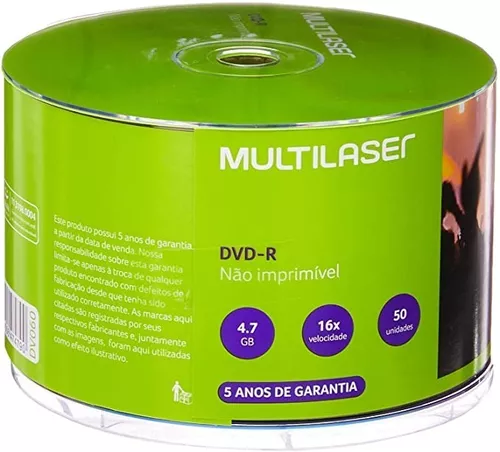 MULTILASER
DVD-R
MULTILASER
DVD-R
Não imprimível
4.7
GB
16x
velocidade
50
unidades
5 ANOS DE GARANTIA
Este produto possui 5 anos de garantia
a partir da data de venda. Nossa
responsabilidade sobre esta garantia
limita-se apenas à troca de qualquer
produto encontrado com defeitos de
Fabricação desde que tenha sido
utilizado corretamente. As marcas aqui
citadas são registradas por seus
respectivos fabricantes e, juntamente
com as imagens, foram aqui utilizadas
como efeito ilustrativo.
DV060